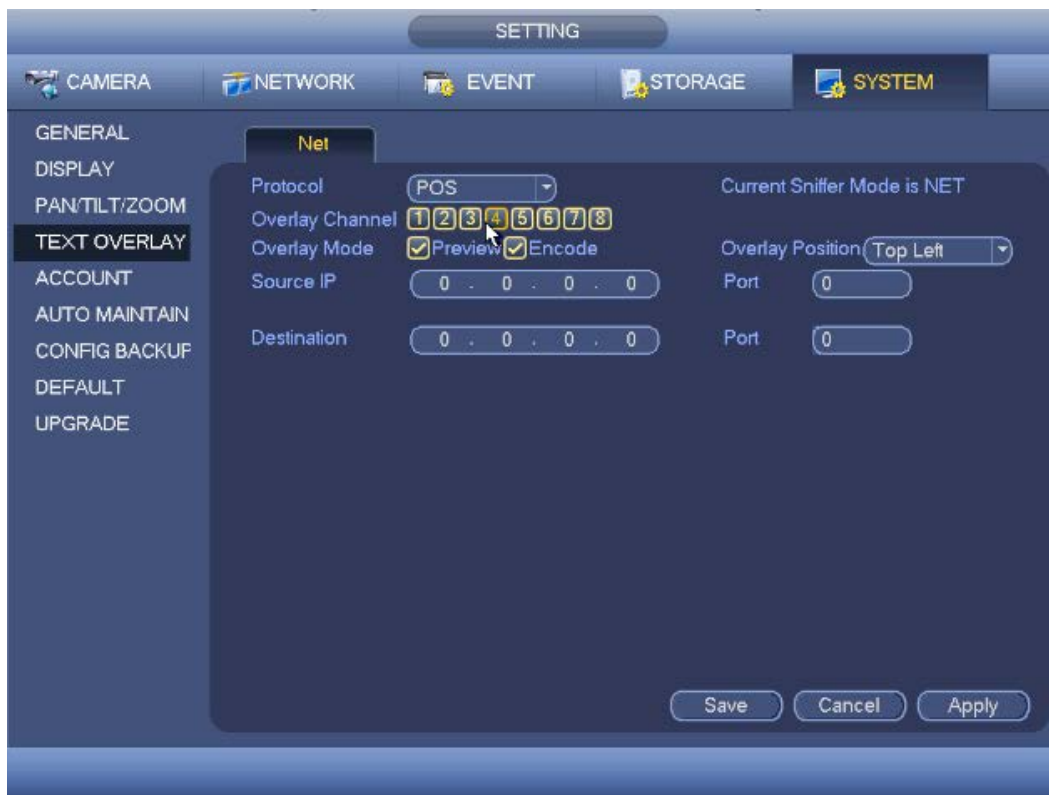 SETTING
CAMERA NETWORK EVENT STORAGE SYSTEM
GENERAL
DISPLAY
PAN/TILT/ZOOM
TEXT OVERLAY
ACCOUNT
AUTO MAINTAIN
CONFIG BACKUP
DEFAULT
UPGRADE
Net
Protocol POS Current Sniffer Mode is NET
Overlay Channel 1 2 3 4 5 6 7 8
Overlay Mode Preview Encode Overlay Position Top Left
Source IP 0 . 0 . 0 . 0 Port 0
Destination 0 . 0 . 0 . 0 Port 0
Save Cancel Apply